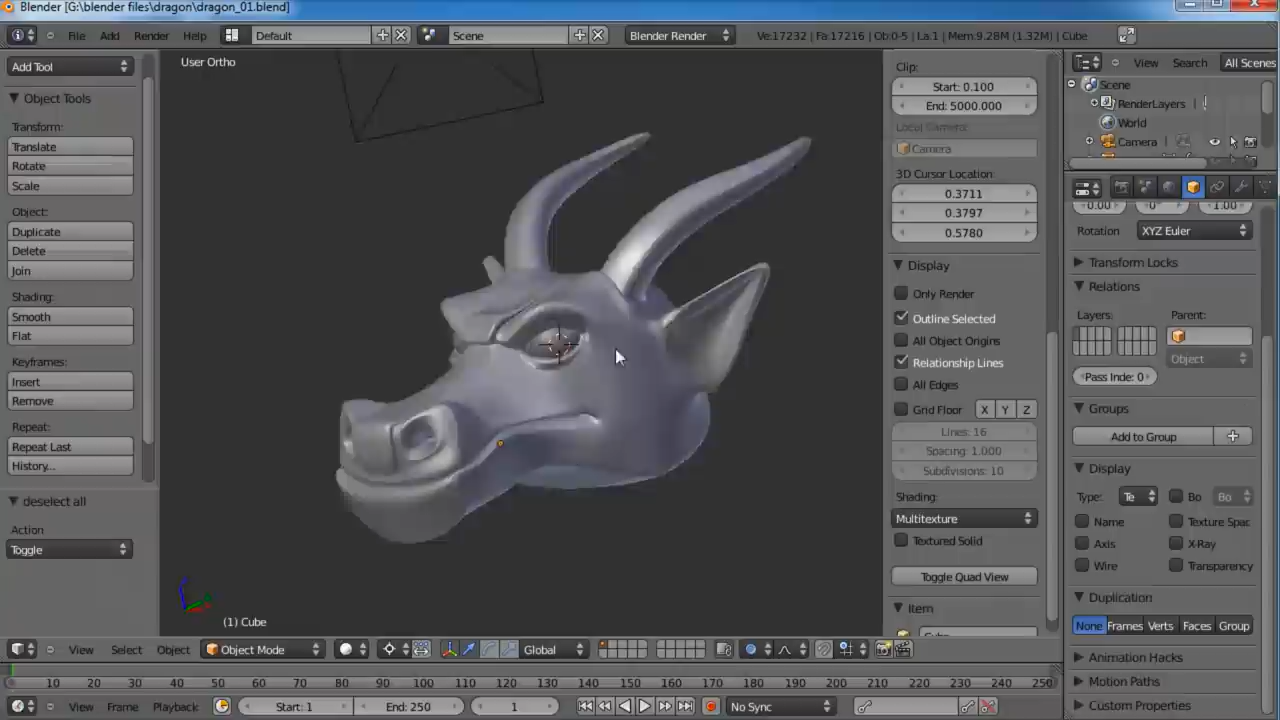 Blender [G:\blender files\dragon\dragon_01.blend]
File Add Render Help Default Scene Blender Render Ve:17232 | Fa:17216 | Ob:0-5 | La:1 | Mem:9.28M (1.32M) | Cube
Add Tool
Object Tools
Transform:
Translate
Rotate
Scale
Object:
Duplicate
Delete
Join
Shading:
Smooth
Flat
Keyframes:
Insert
Remove
Repeat:
Repeat Last
History...
deselect all
Action
Toggle
User Ortho
(1) Cube
Clip:
Start: 0.100
End: 5000.000
Local Camera:
Camera
3D Cursor Location:
0.3711
0.3797
0.5780
Display
Only Render
Outline Selected
All Object Origins
Relationship Lines
All Edges
Grid Floor X Y Z
Lines: 16
Spacing: 1.000
Subdivisions: 10
Shading:
Multitexture
Textured Solid
Toggle Quad View
Item
View Search All Scenes
Scene
RenderLayers
World
Camera
0.00 0° 1.00
Rotation XYZ Euler
Transform Locks
Relations
Layers: Parent:
Object
Pass Inde: 0
Groups
Add to Group
Display
Type: Te Bo Bo
Name Texture Spac
Axis X-Ray
Wire Transparency
Duplication
None Frames Verts Faces Group
Animation Hacks
Motion Paths
Custom Properties
View Select Object Object Mode Global
10 20 30 40 50 60 70 80 90 100 110 120 130 140 150 160 170 180 190 200 210 220 230 240 250
View Frame Playback Start: 1 End: 250 1 No Sync